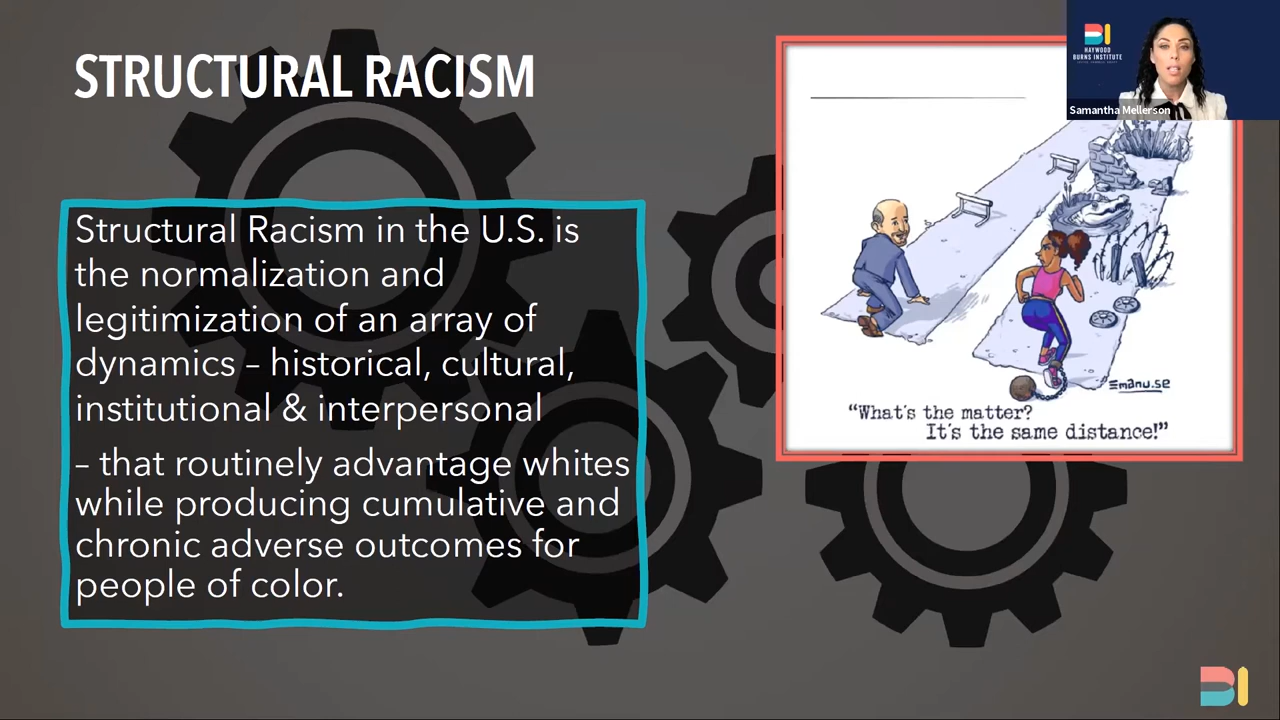 STRUCTURAL RACISM
Structural Racism in the U.S. is
the normalization and
legitimization of an array of
dynamics – historical, cultural,
institutional & interpersonal
– that routinely advantage whites
while producing cumulative and
chronic adverse outcomes for
people of color.
BI
HAYWOOD
BURNS INSTITUTE
Samantha Mellerson
Emanu.se
“What's the matter?
It's the same distance!”
BI